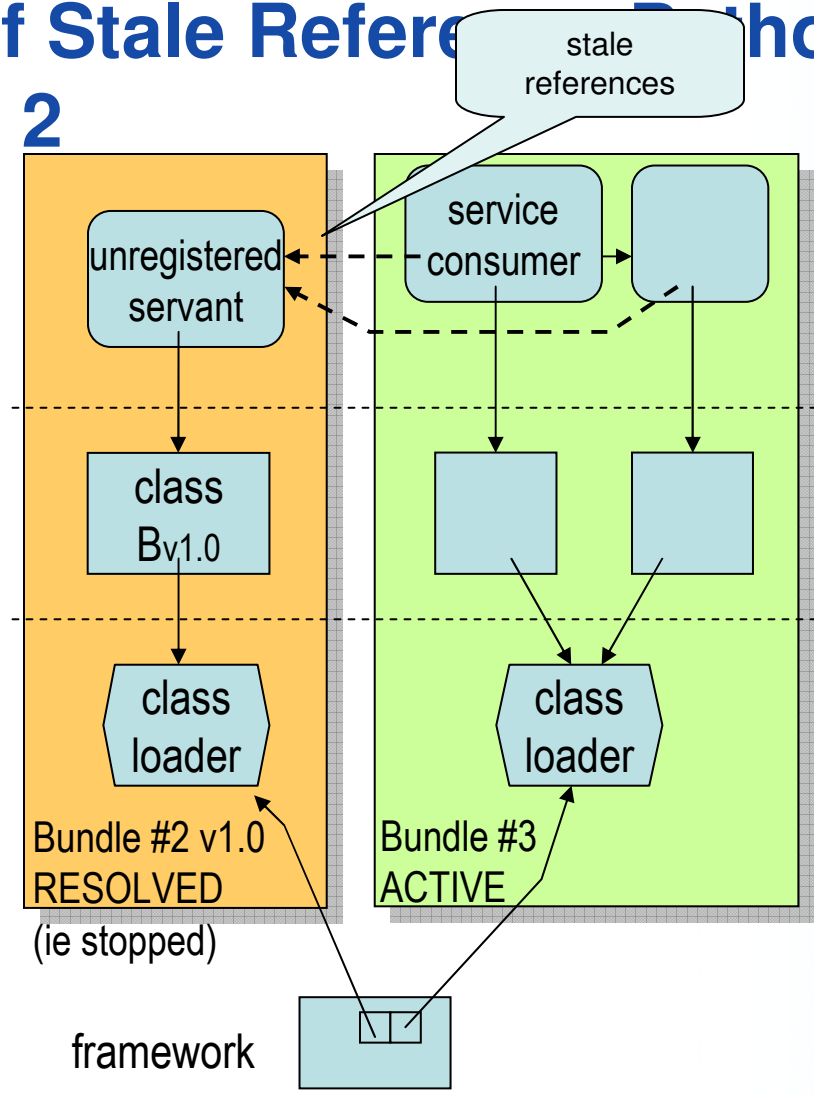 f Stale Refere
2
stale
references
unregistered
servant
service
consumer
class
Bv1.0
class
loader
class
loader
Bundle #2 v1.0
RESOLVED
(ie stopped)
Bundle #3
ACTIVE
framework